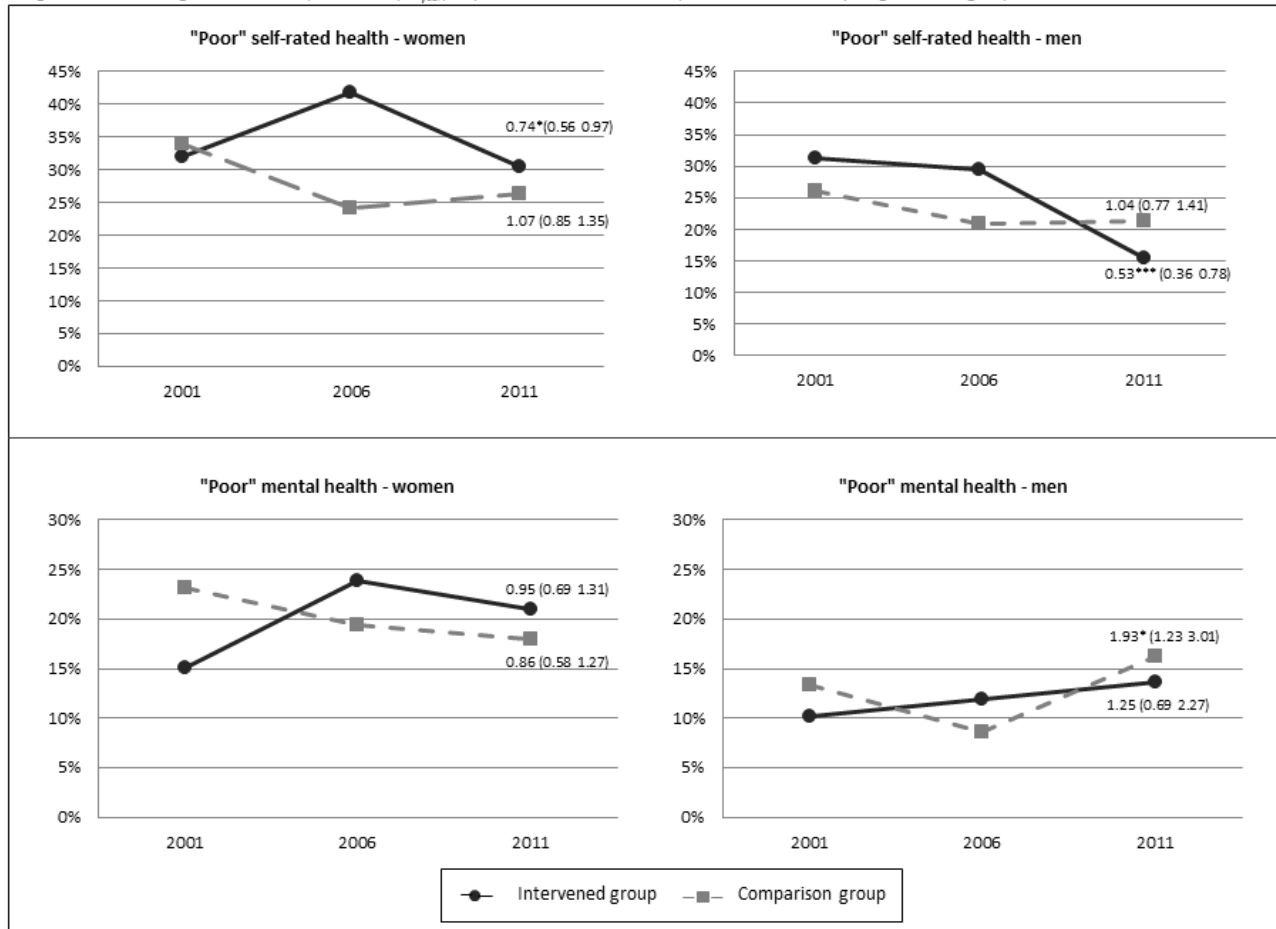 "Poor" self-rated health - women
45%
40%
35%
30%
25%
20%
15%
10%
5%
0%
0.74*(0.56 0.97)
1.07 (0.85 1.35)
2001 2006 2011
"Poor" self-rated health - men
45%
40%
35%
30%
25%
20%
15%
10%
5%
0%
1.04 (0.77 1.41)
0.53*** (0.36 0.78)
2001 2006 2011
"Poor" mental health - women
30%
25%
20%
15%
10%
5%
0%
0.95 (0.69 1.31)
0.86 (0.58 1.27)
2001 2006 2011
"Poor" mental health - men
30%
25%
20%
15%
10%
5%
0%
1.93* (1.23 3.01)
1.25 (0.69 2.27)
2001 2006 2011
Intervened group Comparison group